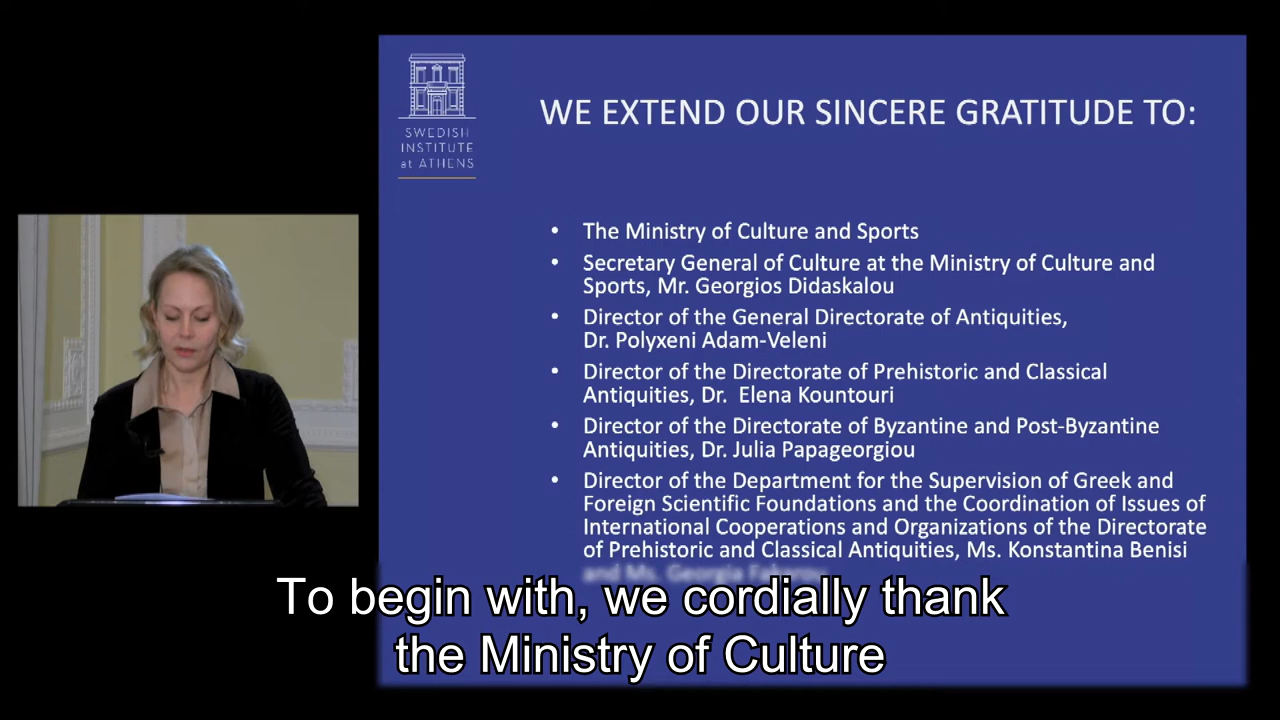 SWEDISH
INSTITUTE
at ATHENS
WE EXTEND OUR SINCERE GRATITUDE TO:
• The Ministry of Culture and Sports
• Secretary General of Culture at the Ministry of Culture and
Sports, Mr. Georgios Didaskalou
• Director of the General Directorate of Antiquities,
Dr. Polyxeni Adam-Veleni
• Director of the Directorate of Prehistoric and Classical
Antiquities, Dr. Elena Kountouri
• Director of the Directorate of Byzantine and Post-Byzantine
Antiquities, Dr. Julia Papageorgiou
• Director of the Department for the Supervision of Greek and
Foreign Scientific Foundations and the Coordination of Issues of
International Cooperations and Organizations of the Directorate
of Prehistoric and Classical Antiquities, Ms. Konstantina Benisi
and Ms. Georgia
To begin with, we cordially thank
the Ministry of Culture